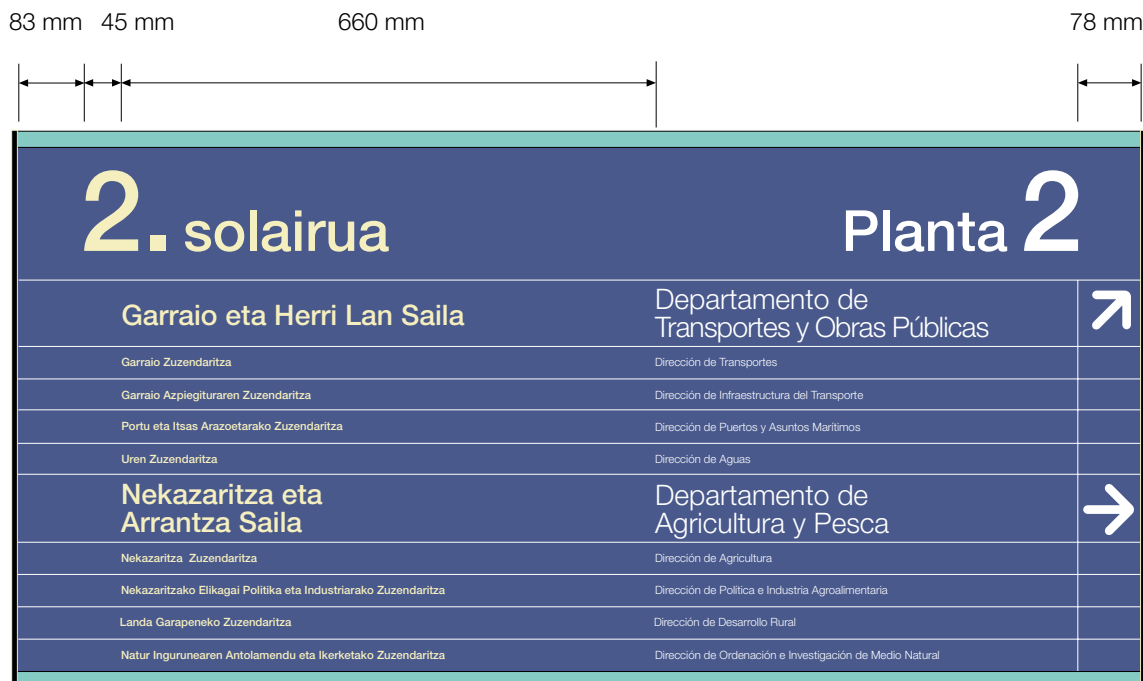 83 mm 45 mm 660 mm 78 mm
2. solairua Planta 2
Garraio eta Herri Lan Saila Departamento de
Transportes y Obras Públicas
Garraio Zuzendaritza Dirección de Transportes
Garraio Azpiegituraren Zuzendaritza Dirección de Infraestructura del Transporte
Portu eta Itsas Arazoetarako Zuzendaritza Dirección de Puertos y Asuntos Marítimos
Uren Zuzendaritza Dirección de Aguas
Nekazaritza eta Departamento de
Arrantza Saila Agricultura y Pesca
Nekazaritza Zuzendaritza Dirección de Agricultura
Nekazaritzako Elikagai Politika eta Industriarako Zuzendaritza Dirección de Política e Industria Agroalimentaria
Landa Garapeneko Zuzendaritza Dirección de Desarrollo Rural
Natur Ingurunearen Antolamendu eta Ikerketako Zuzendaritza Dirección de Ordenación e Investigación de Medio Natural